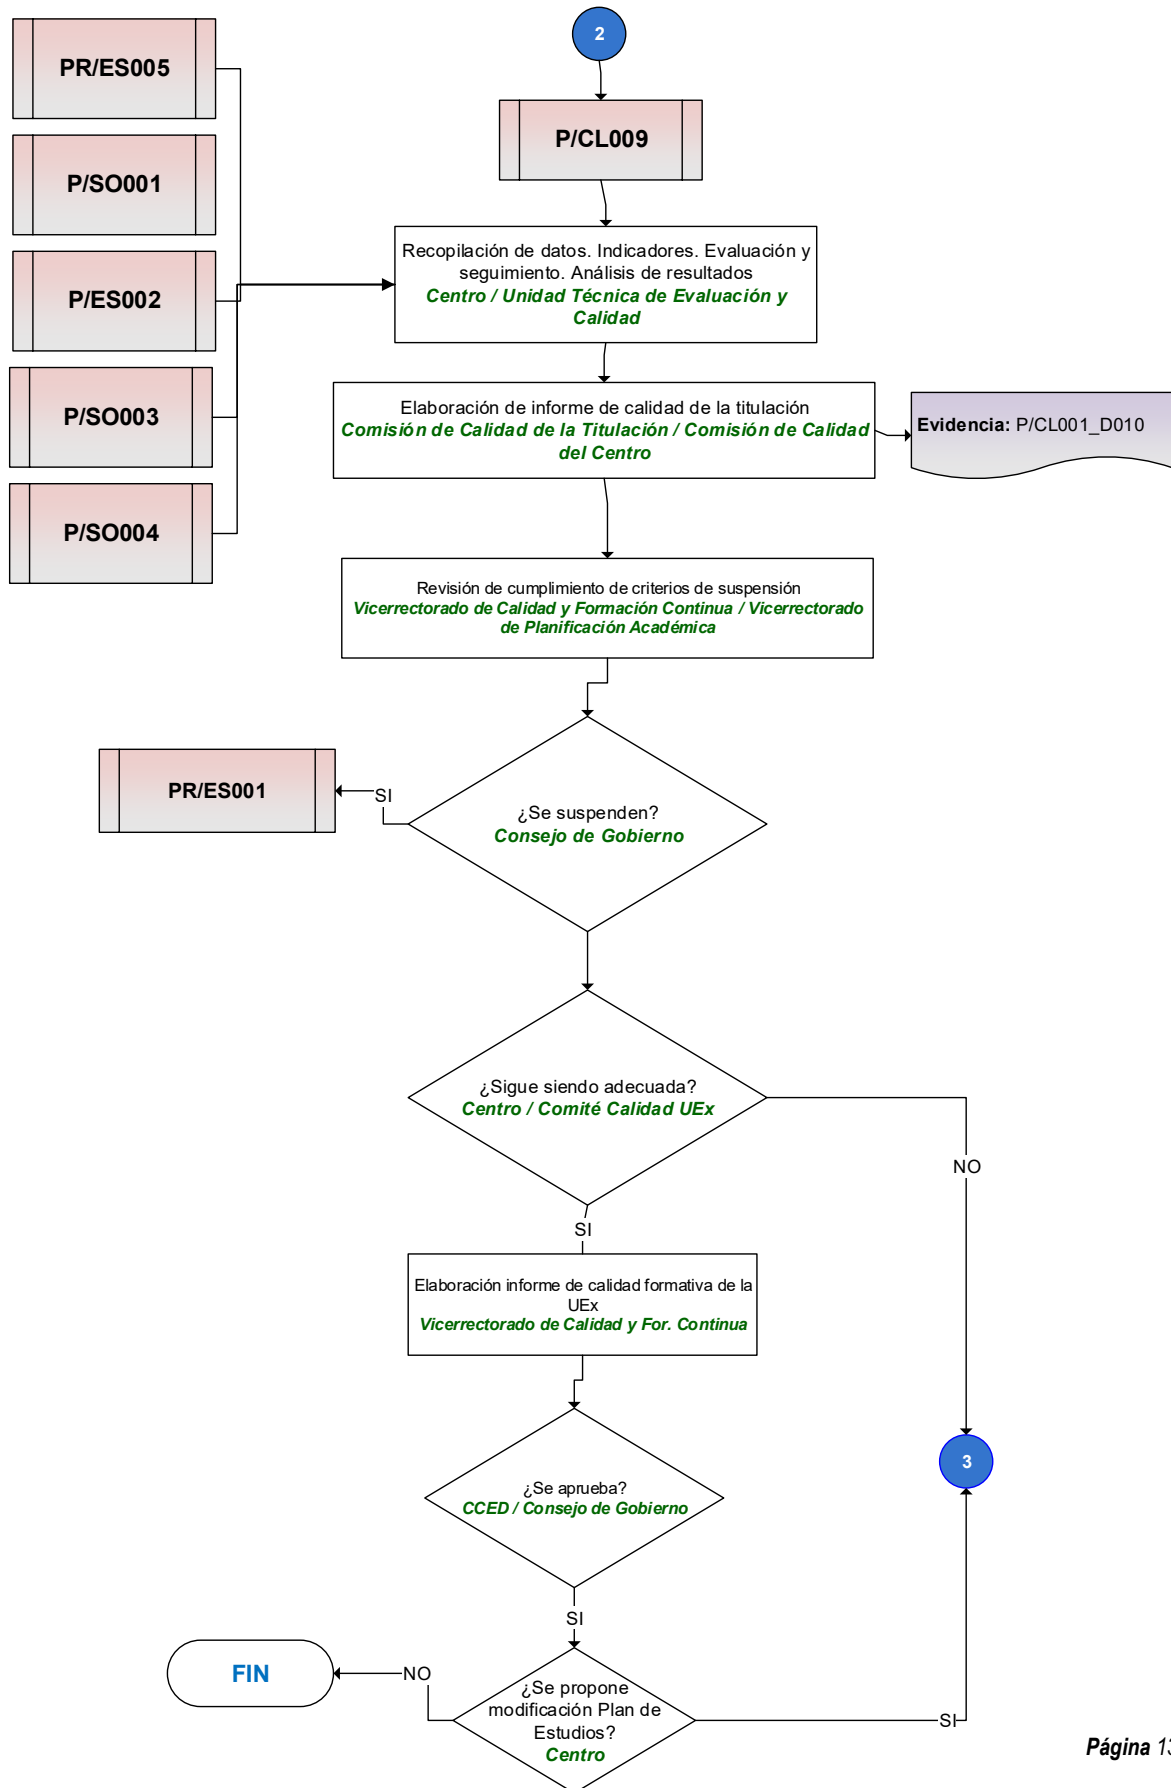 2
PR/ES005
P/CL009
P/SO001
P/ES002
P/SO003
P/SO004
Recopilación de datos. Indicadores. Evaluación y
seguimiento. Análisis de resultados
Centro / Unidad Técnica de Evaluación y
Calidad
Elaboración de informe de calidad de la titulación
Comisión de Calidad de la Titulación / Comisión de Calidad
del Centro
Evidencia: P/CL001_D010
Revisión de cumplimiento de criterios de suspensión
Vicerrectorado de Calidad y Formación Continua / Vicerrectorado
de Planificación Académica
PR/ES001
SI
¿Se suspenden?
Consejo de Gobierno
¿Sigue siendo adecuada?
Centro / Comité Calidad UEx
NO
SI
Elaboración informe de calidad formativa de la
UEx
Vicerrectorado de Calidad y For. Continua
3
¿Se aprueba?
CCED / Consejo de Gobierno
SI
FIN
NO
¿Se propone
modificación Plan de
Estudios?
Centro
SI
Página 13